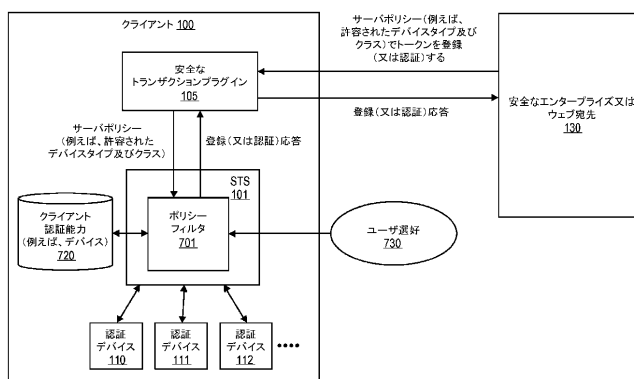 クライアント 100
サーバポリシー(例えば、
許容されたデバイスタイプ及び
クラス)でトークンを登録
(又は認証)する
安全な
トランザクションプラグイン
105
安全なエンタープライズ又は
ウェブ宛先
130
登録(又は認証)応答
サーバポリシー
(例えば、許容された
デバイスタイプ及びクラス)
登録(又は認証)応答
STS
101
クライアント
認証能力
(例えば、デバイス)
720
ポリシー
フィルタ
701
ユーザ選好
730
認証
デバイス
110
認証
デバイス
111
認証
デバイス
112